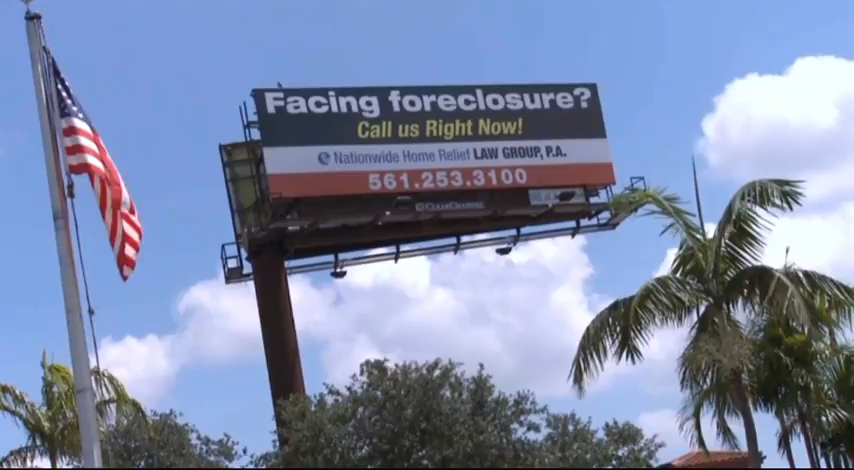 Facing foreclosure?
Call us Right Now!
Nationwide Home Relief LAW GROUP, P.A.
561.253.3100
CLEAR CHANNEL